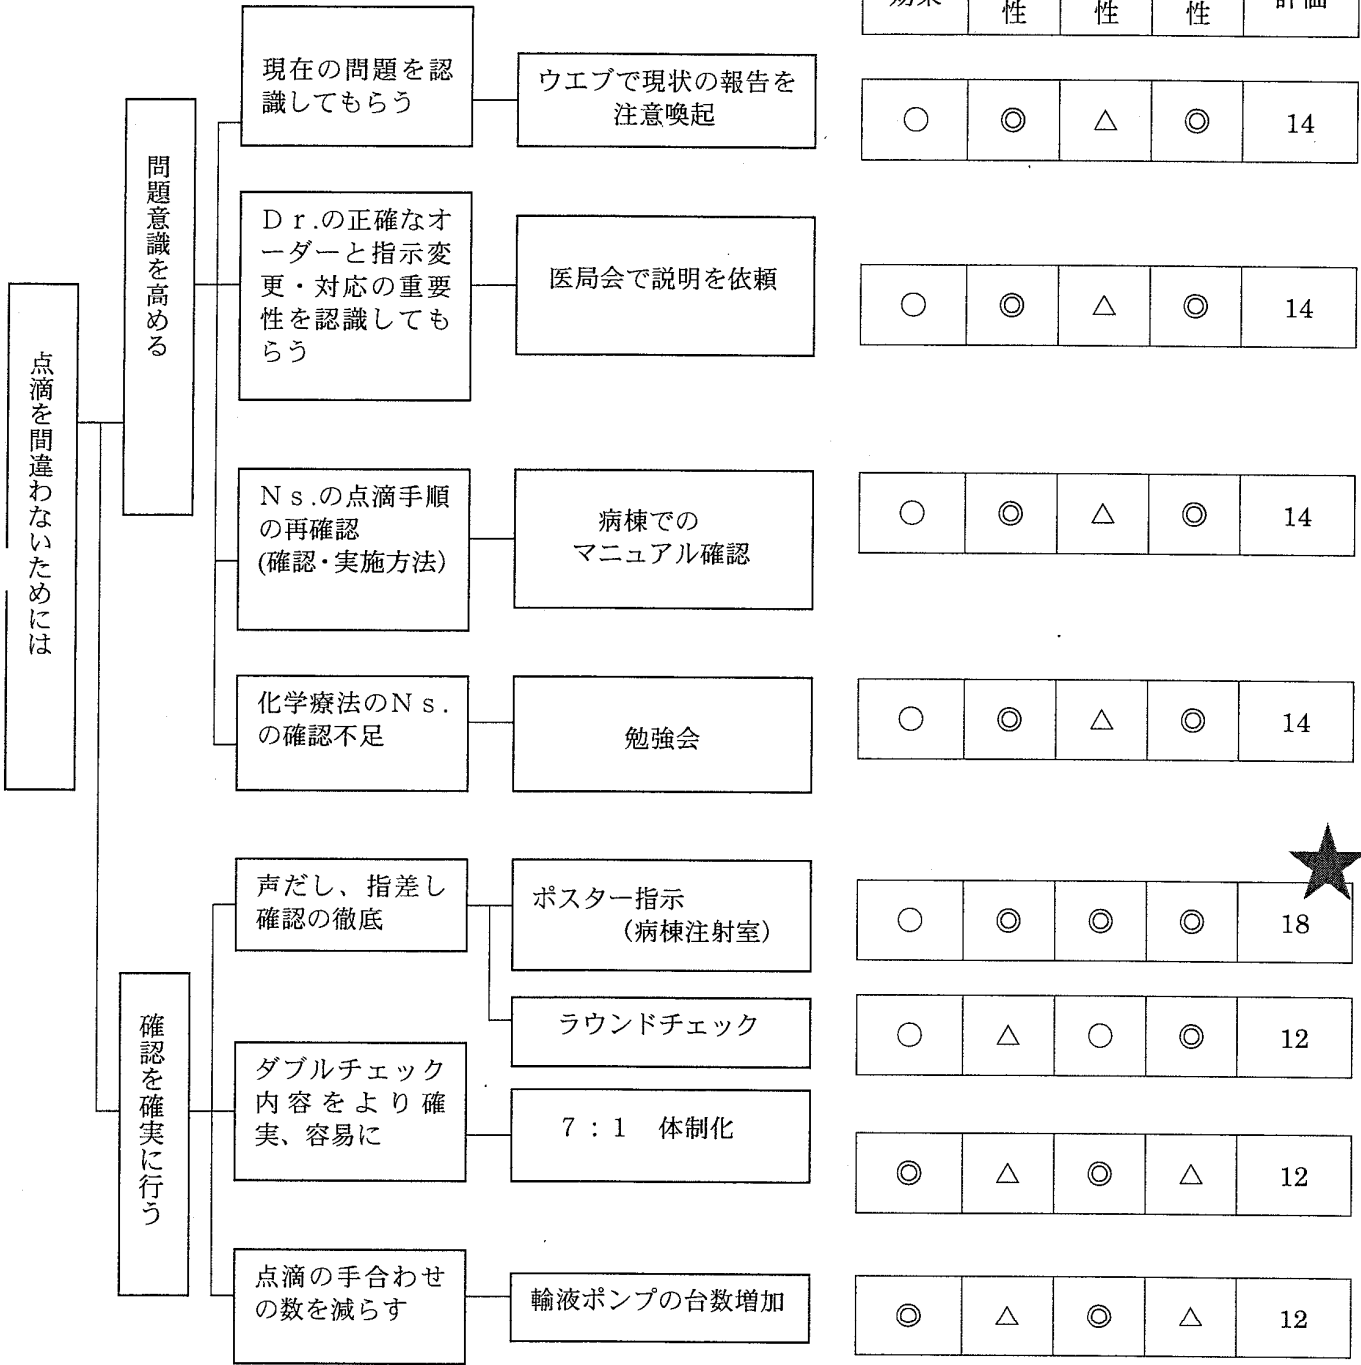 性 性 性
現在の問題を認
識してもらう
ウエブで現状の報告を
注意喚起
○ ◎ △ ◎ 14
問題意識を高める
Ｄｒ.の正確なオ
ーダーと指示変
更・対応の重要
性を認識しても
らう
医局会で説明を依頼
○ ◎ △ ◎ 14
点滴を間違わないためには
Ｎｓ.の点滴手順
の再確認
(確認・実施方法)
病棟での
マニュアル確認
○ ◎ △ ◎ 14
化学療法のＮｓ.
の確認不足
勉強会
○ ◎ △ ◎ 14
声だし、指差し
確認の徹底
ポスター指示
（病棟注射室）
○ ◎ ◎ ◎ 18
ラウンドチェック
○ △ ○ ◎ 12
確認を確実に行う
ダブルチェック
内容をより確
実、容易に
７：１　体制化
◎ △ ◎ △ 12
点滴の手合わせ
の数を減らす
輸液ポンプの台数増加
◎ △ ◎ △ 12